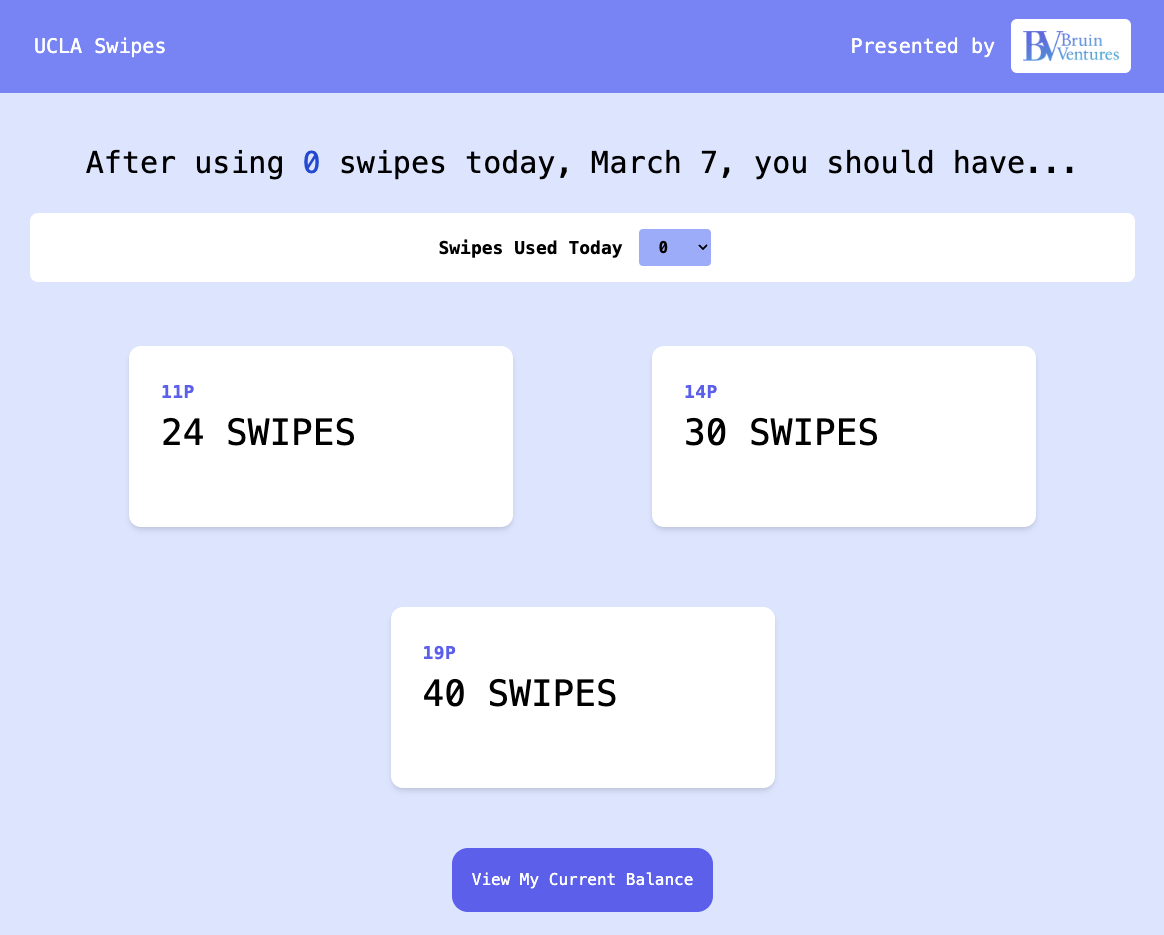 UCLA Swipes
Presented by
BV Bruin
Ventures
After using 0 swipes today, March 7, you should have...
Swipes Used Today 0
11P
24 SWIPES
14P
30 SWIPES
19P
40 SWIPES
View My Current Balance